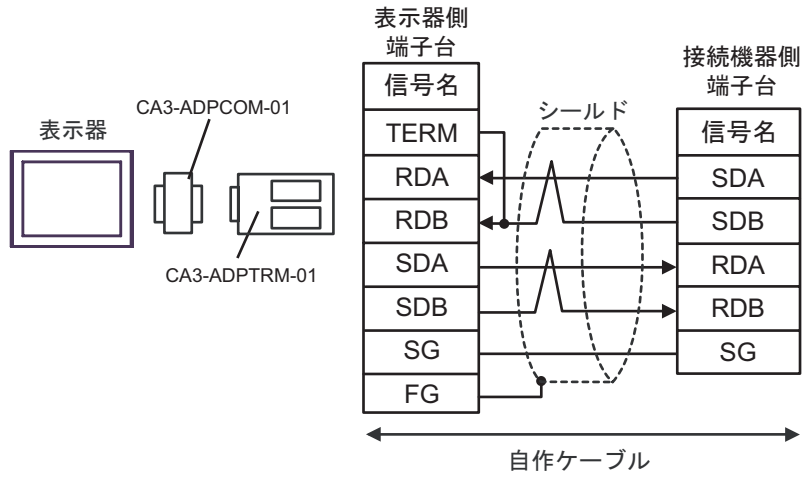 表示器側
端子台
接続機器側
端子台
信号名
CA3-ADPCOM-01
シールド
表示器
TERM
信号名
RDA
SDA
RDB
SDB
SDA
RDA
CA3-ADPTRM-01
SDB
RDB
SG
SG
FG
自作ケーブル